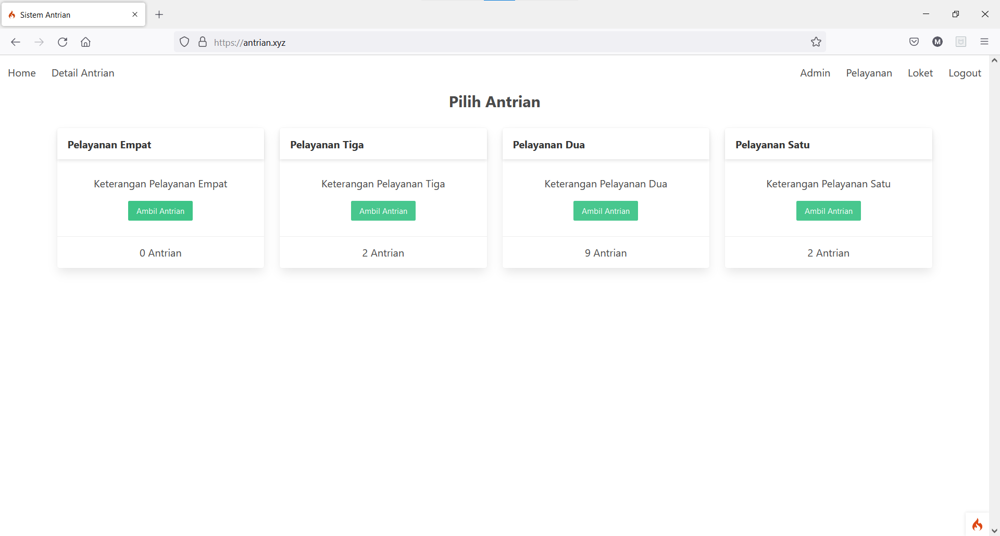 Sistem Antrian
https://antrian.xyz
M
Home Detail Antrian Admin Pelayanan Loket Logout
Pilih Antrian
Pelayanan Empat
Keterangan Pelayanan Empat
Ambil Antrian
0 Antrian
Pelayanan Tiga
Keterangan Pelayanan Tiga
Ambil Antrian
2 Antrian
Pelayanan Dua
Keterangan Pelayanan Dua
Ambil Antrian
9 Antrian
Pelayanan Satu
Keterangan Pelayanan Satu
Ambil Antrian
2 Antrian